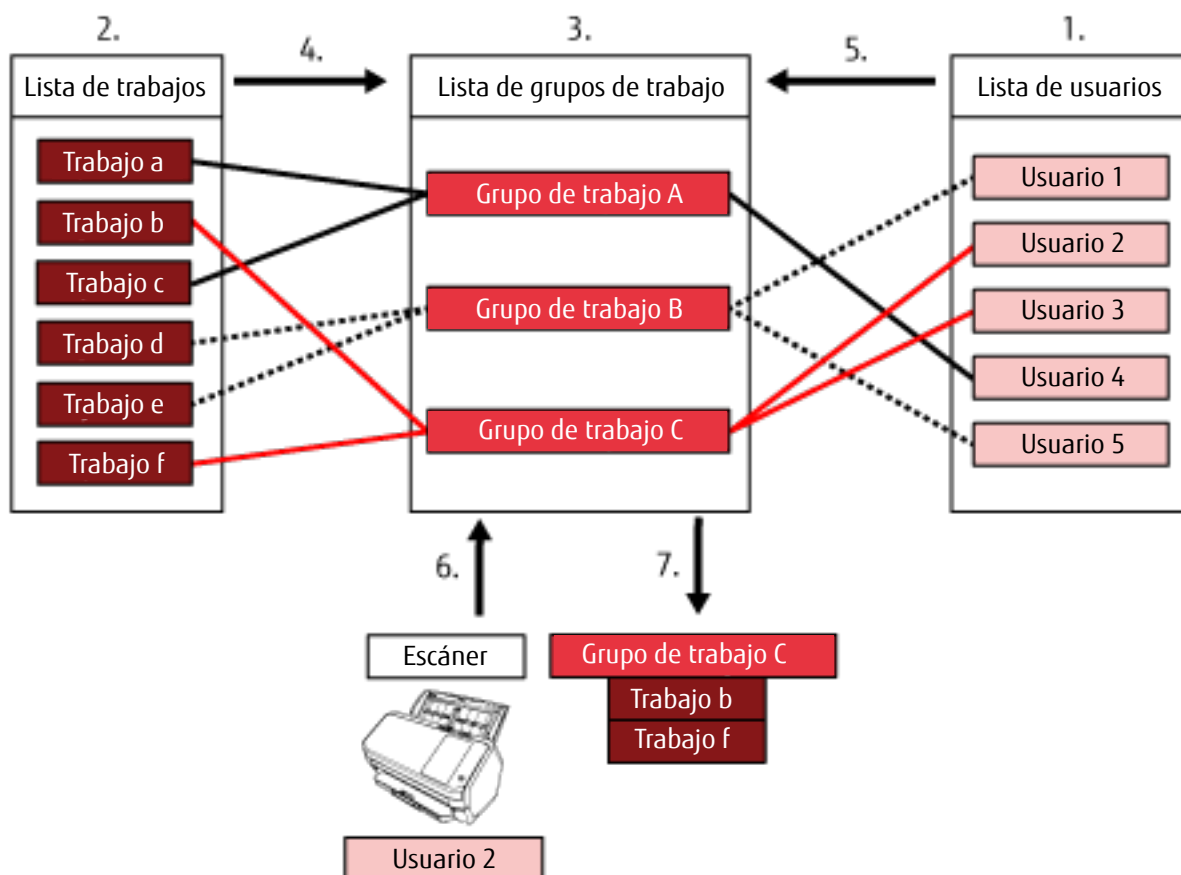 2.
4.
3.
5.
1.
Lista de trabajos
Lista de grupos de trabajo
Lista de usuarios
Trabajo a
Trabajo b
Trabajo c
Trabajo d
Trabajo e
Trabajo f
Grupo de trabajo A
Grupo de trabajo B
Grupo de trabajo C
Usuario 1
Usuario 2
Usuario 3
Usuario 4
Usuario 5
6.
7.
Escáner
Usuario 2
Grupo de trabajo C
Trabajo b
Trabajo f